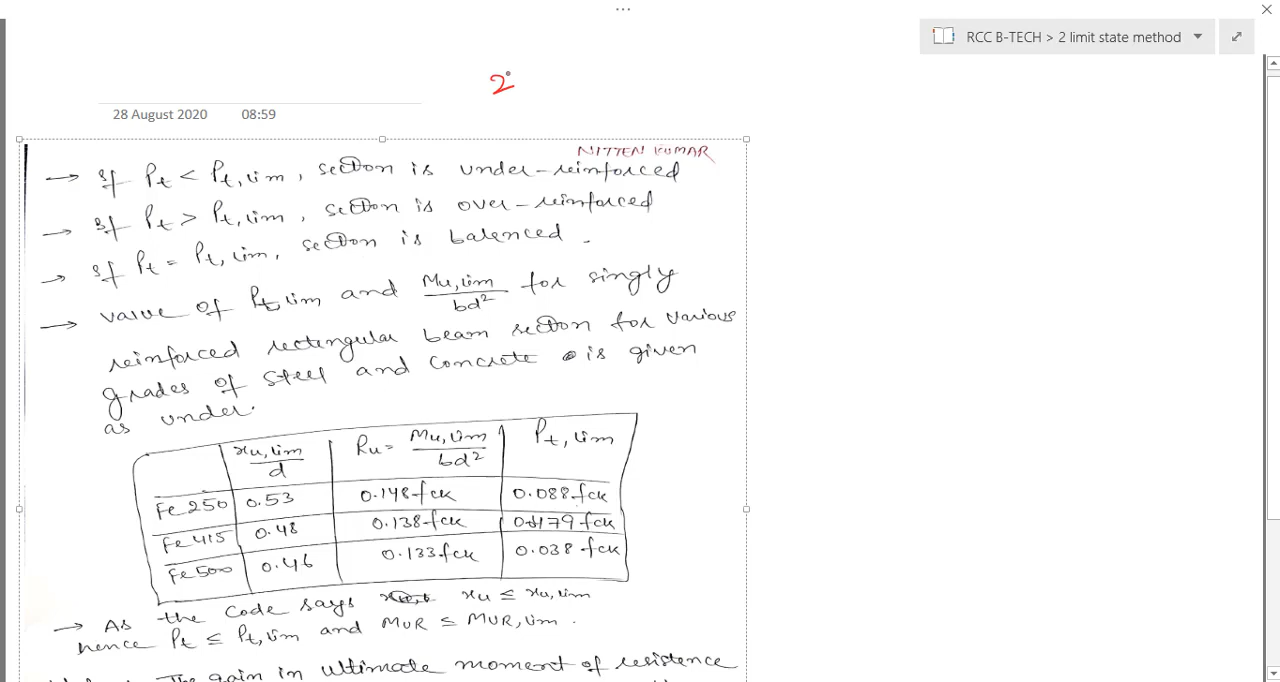 ...
RCC B-TECH > 2 limit state method
2
28 August 2020 08:59
NITTEN KUMAR
→ If Pt < Pt,lim, section is under-reinforced
→ If Pt > Pt,lim, section is over-reinforced
→ If Pt = Pt,lim, section is balenced.
→ value of Pt,lim and Mu,lim/bd² for singly
reinforced rectengular beam section for various
grades of steel and concrete is given
as under.
xu,lim/d Ru= Mu,lim/bd² Pt,lim
Fe 250 0.53 0.148 fck 0.088 fck
Fe 415 0.48 0.138 fck 179 fck
Fe 500 0.46 0.133 fck 0.038 fck
→ As the code says xu ≤ xu,lim
hence Pt ≤ Pt,lim and MUR ≤ MUR,lim.
The gain in ultimate moment of resistence